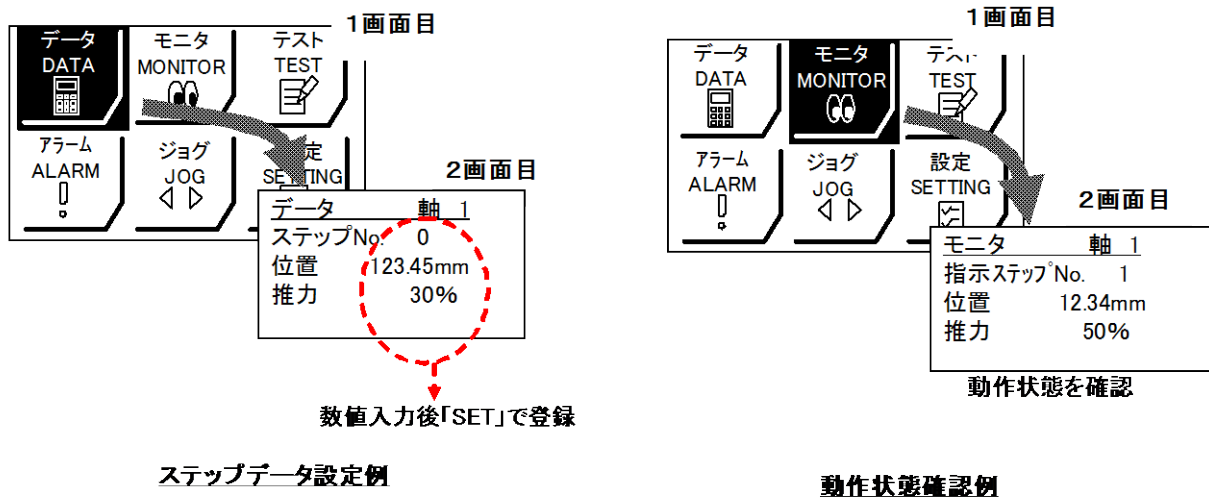 1画面目
データ
DATA
モニタ
MONITOR
テスト
TEST
アラーム
ALARM
ジョグ
JOG
定
SETTING
2画面目
データ 軸 1
ステップNo. 0
位置 123.45mm
推力 30%
数値入力後「SET」で登録
ステップデータ設定例
1画面目
データ
DATA
モニタ
MONITOR
テスト
TEST
アラーム
ALARM
ジョグ
JOG
設定
SETTING
2画面目
モニタ 軸 1
指示ステップNo. 1
位置 12.34mm
推力 50%
動作状態を確認
動作状態確認例